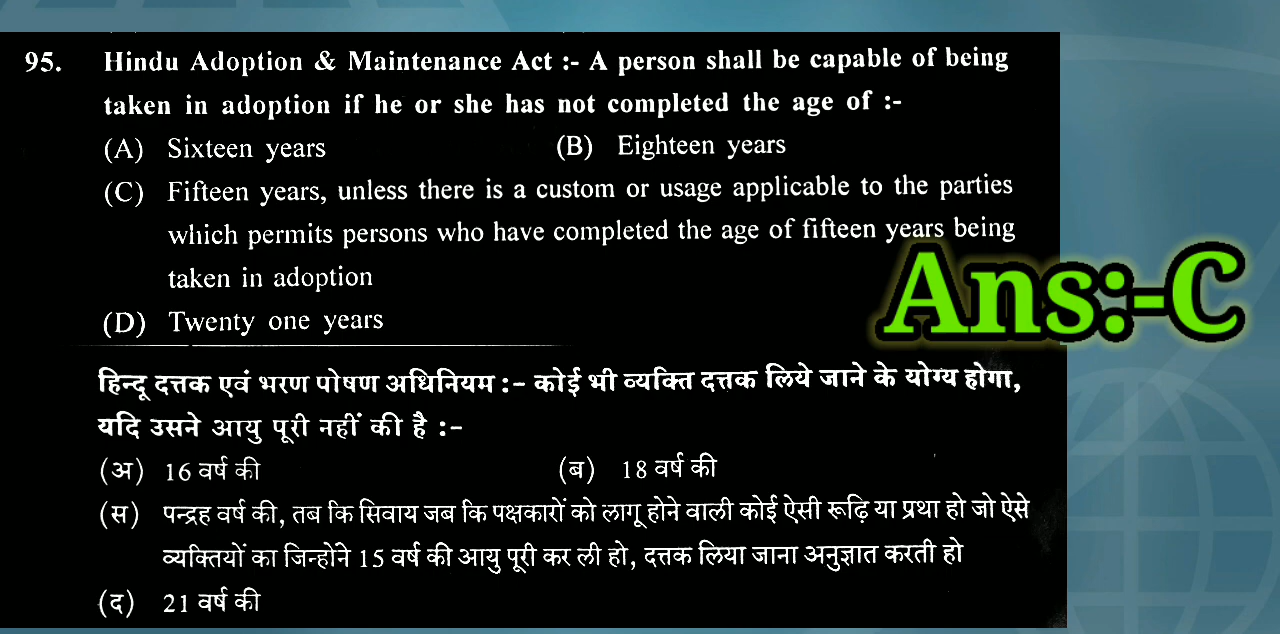 95. Hindu Adoption & Maintenance Act :- A person shall be capable of being
taken in adoption if he or she has not completed the age of :-
(A) Sixteen years (B) Eighteen years
(C) Fifteen years, unless there is a custom or usage applicable to the parties
which permits persons who have completed the age of fifteen years being
taken in adoption
(D) Twenty one years
Ans:-C
हिन्दू दत्तक एवं भरण पोषण अधिनियम :- कोई भी व्यक्ति दत्तक लिये जाने के योग्य होगा,
यदि उसने आयु पूरी नहीं की है :-
(अ) 16 वर्ष की (ब) 18 वर्ष की
(स) पन्द्रह वर्ष की, तब कि सिवाय जब कि पक्षकारों को लागू होने वाली कोई ऐसी रूढ़ि या प्रथा हो जो ऐसे
व्यक्तियों का जिन्होने 15 वर्ष की आयु पूरी कर ली हो, दत्तक लिया जाना अनुज्ञात करती हो
(द) 21 वर्ष की